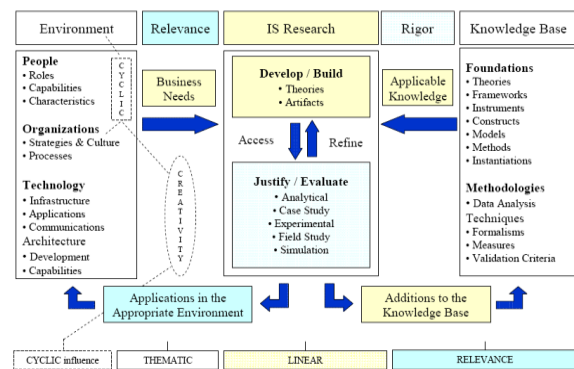 Environment
Relevance
IS Research
Rigor
Knowledge Base
People
• Roles
• Capabilities
• Characteristics
Organizations
• Strategies & Culture
• Processes
Technology
• Infrastructure
• Applications
• Communications
Architecture
• Development
• Capabilities
CYCLIC
Business
Needs
CREATIVITY
Develop / Build
• Theories
• Artifacts
Access
Refine
Justify / Evaluate
• Analytical
• Case Study
• Experimental
• Field Study
• Simulation
Applicable
Knowledge
Foundations
• Theories
• Frameworks
• Instruments
• Constructs
• Models
• Methods
• Instantiations
Methodologies
• Data Analysis
Techniques
• Formalisms
• Measures
• Validation Criteria
Applications in the
Appropriate Environment
Additions to the
Knowledge Base
CYCLIC influence
THEMATIC
LINEAR
RELEVANCE